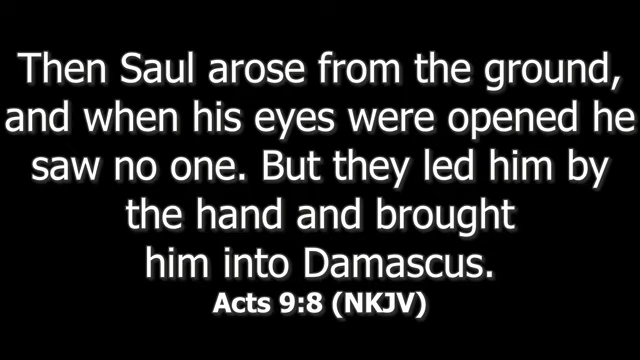 Then Saul arose from the ground,
and when his eyes were opened he
saw no one. But they led him by
the hand and brought
him into Damascus.
Acts 9:8 (NKJV)